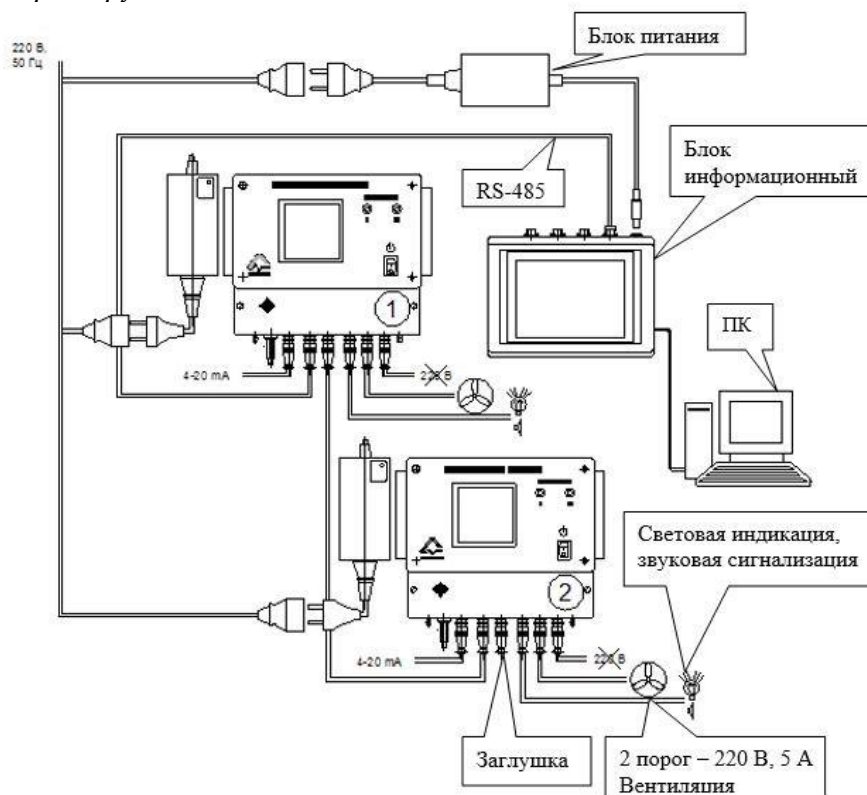 220 В,
50 Гц
Блок питания
RS-485
Блок
информационный
1
ПК
4-20 mA
220 В
2
Световая индикация,
звуковая сигнализация
4-20 mA
220 В
Заглушка
2 порог – 220 В, 5 А
Вентиляция